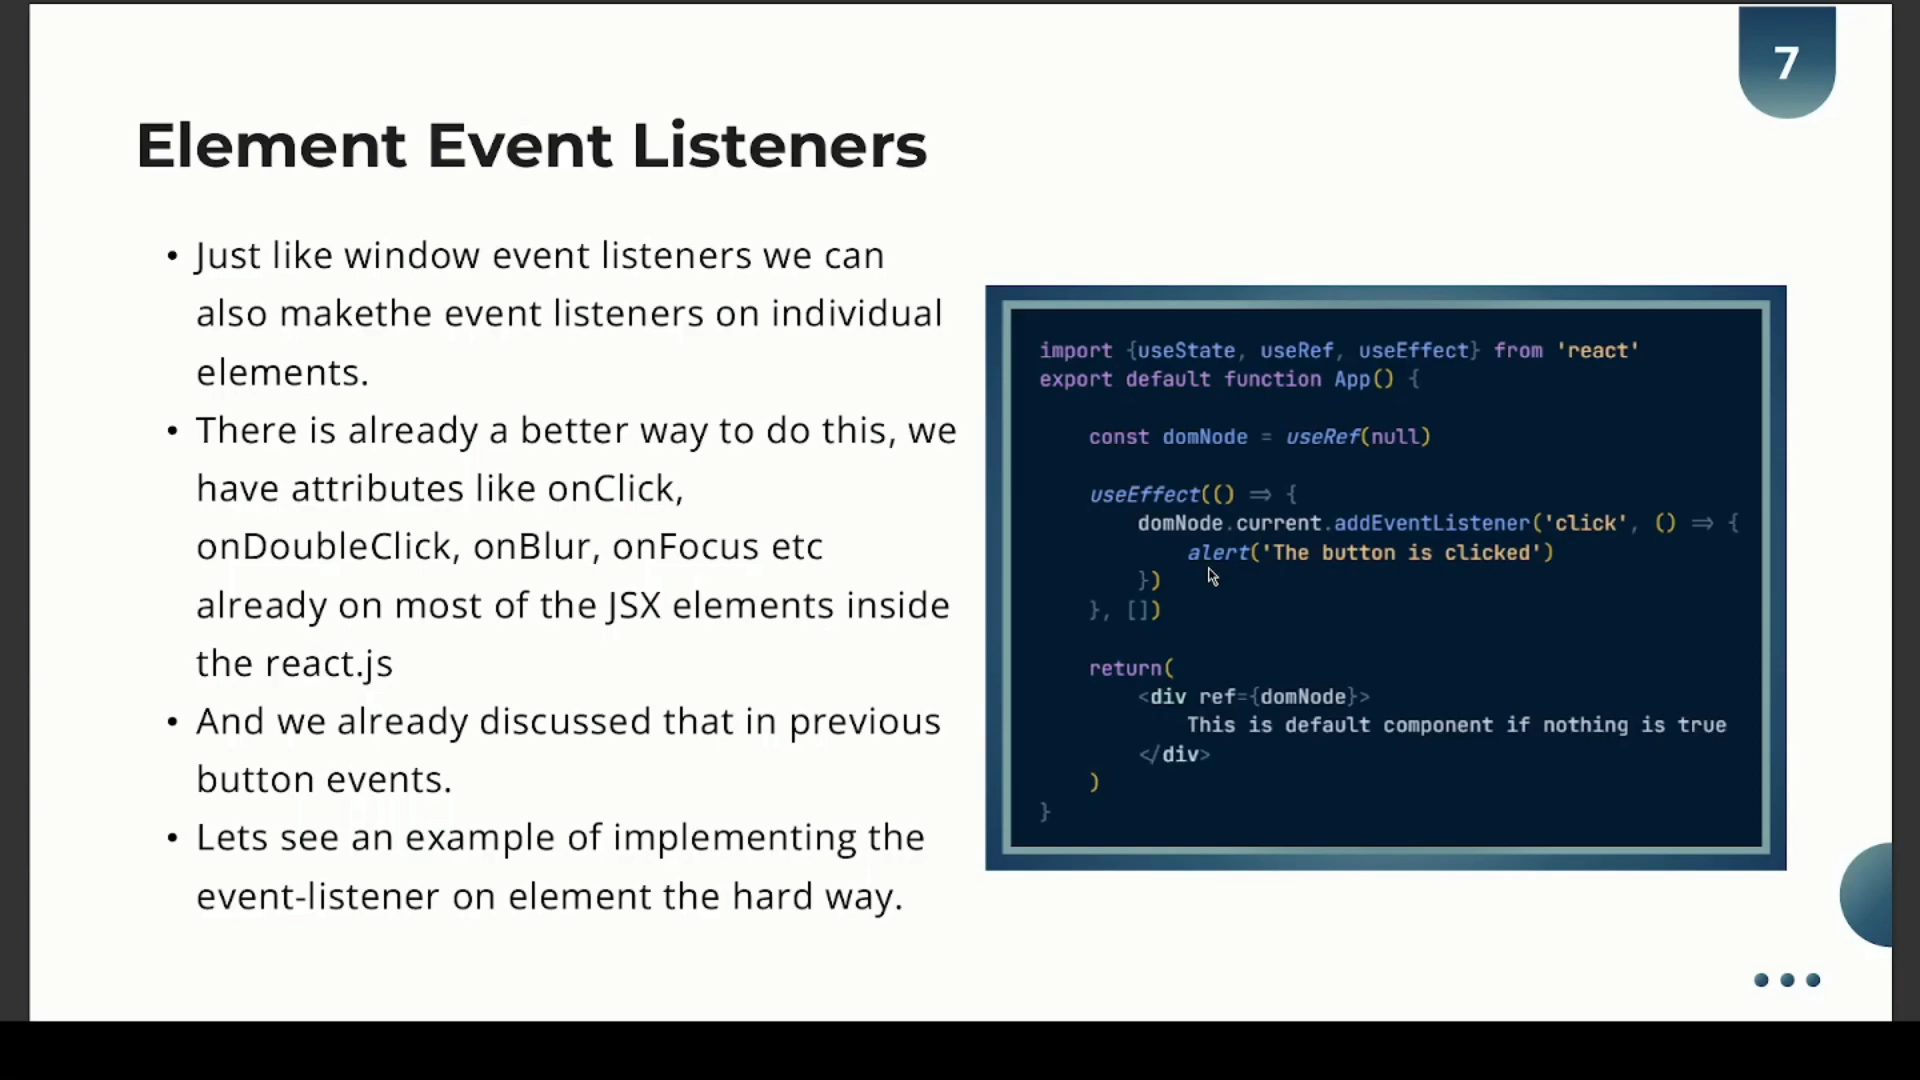 7
Element Event Listeners
• Just like window event listeners we can
also makethe event listeners on individual
elements.
• There is already a better way to do this, we
have attributes like onClick,
onDoubleClick, onBlur, onFocus etc
already on most of the JSX elements inside
the react.js
• And we already discussed that in previous
button events.
• Lets see an example of implementing the
event-listener on element the hard way.
import {useState, useRef, useEffect} from 'react'
export default function App() {
const domNode = useRef(null)
useEffect(() => {
domNode.current.addEventListener('click', () => {
alert('The button is clicked')
})
}, [])
return(
<div ref={domNode}>
This is default component if nothing is true
</div>
)
}